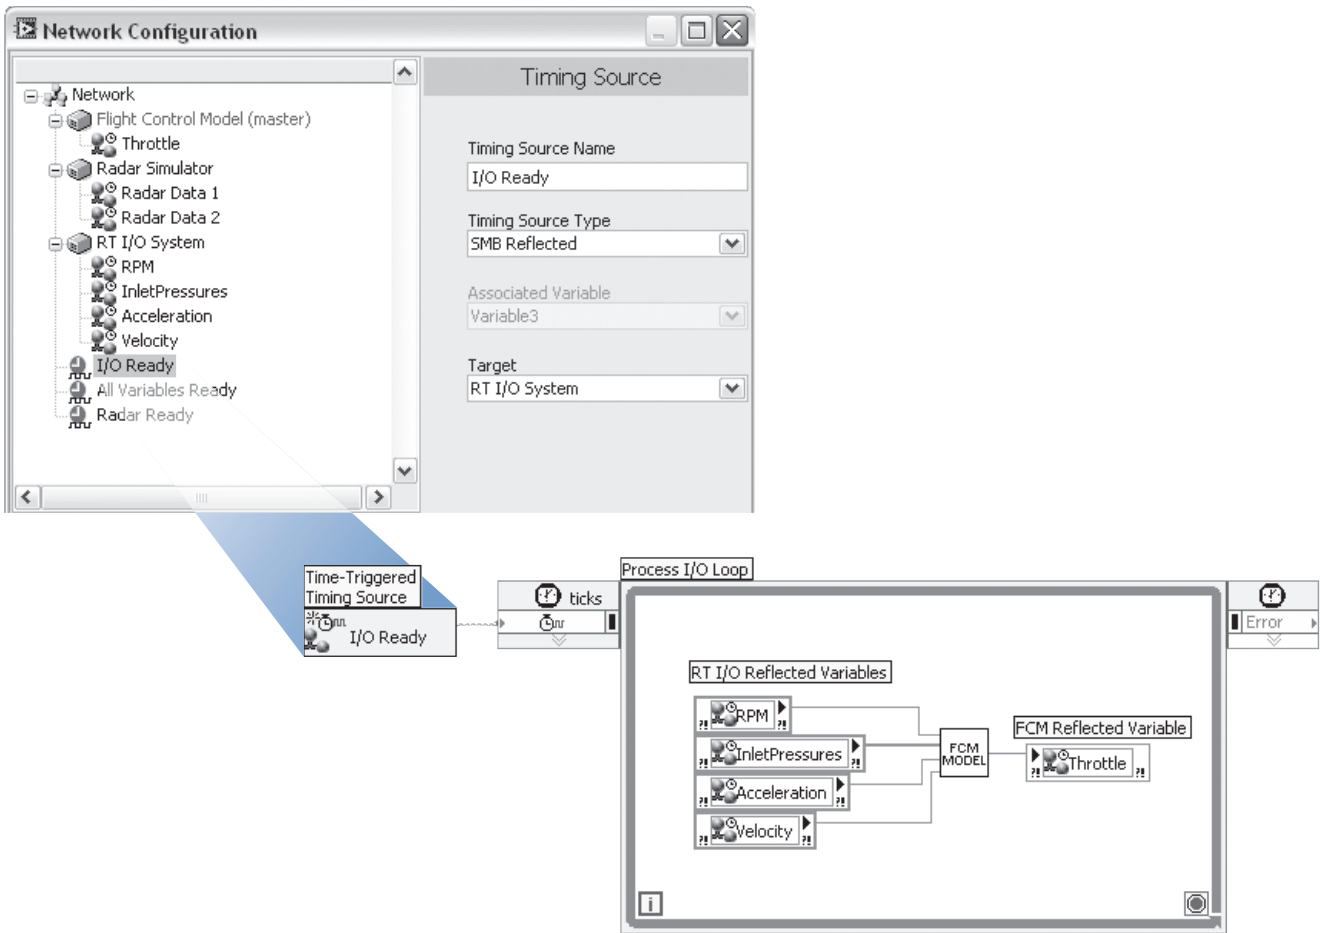 Network Configuration
Network
Flight Control Model (master)
Throttle
Radar Simulator
Radar Data 1
Radar Data 2
RT I/O System
RPM
InletPressures
Acceleration
Velocity
I/O Ready
All Variables Ready
Radar Ready
Timing Source
Timing Source Name
I/O Ready
Timing Source Type
SMB Reflected
Associated Variable
Variable3
Target
RT I/O System
Time-Triggered
Timing Source
I/O Ready
ticks
Process I/O Loop
Error
RT I/O Reflected Variables
?! RPM ?!
?! InletPressures ?!
?! Acceleration ?!
?! Velocity ?!
FCM
MODEL
FCM Reflected Variable
?! Throttle ?!
i